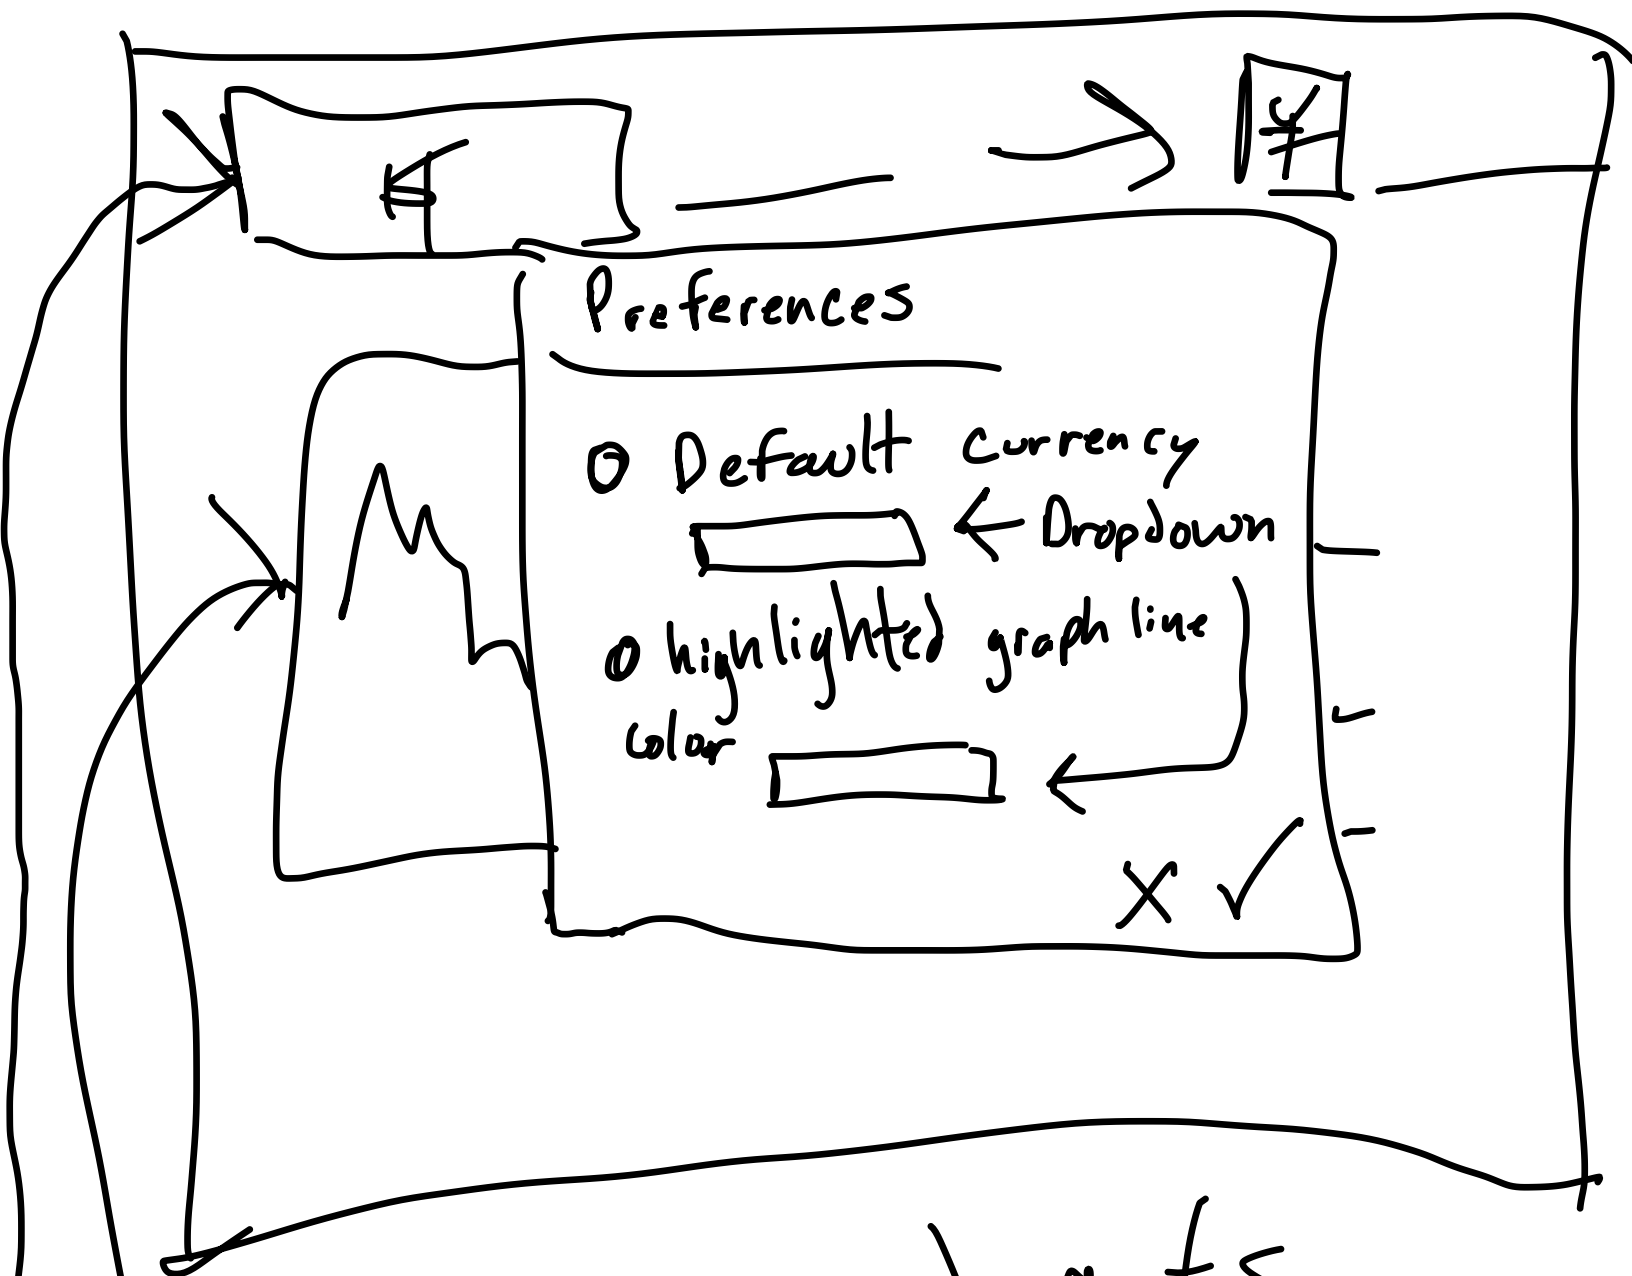 Preferences
Default currency
Dropdown
highlighted graph line
color